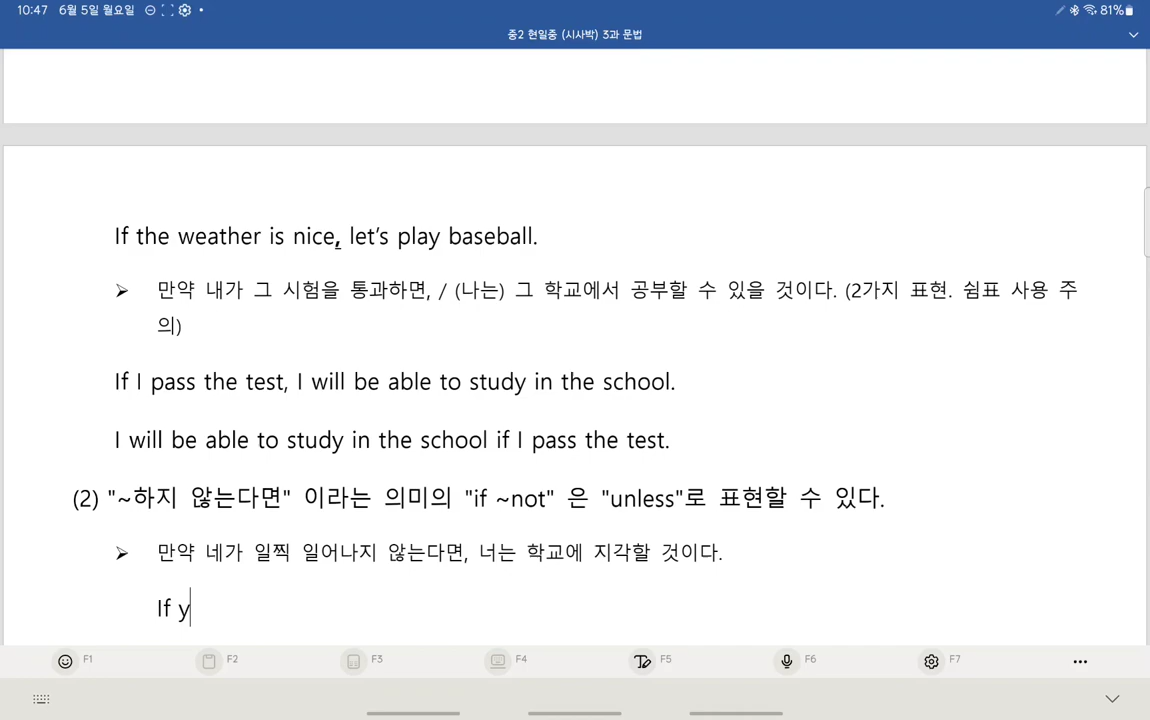 10:47 6월 5일 월요일 81%
중2 현일중 (시사박) 3과 문법
If the weather is nice, let's play baseball.
➢ 만약 내가 그 시험을 통과하면, / (나는) 그 학교에서 공부할 수 있을 것이다. (2가지 표현. 쉼표 사용 주
의)
If I pass the test, I will be able to study in the school.
I will be able to study in the school if I pass the test.
(2) "~하지 않는다면" 이라는 의미의 "if ~not" 은 "unless"로 표현할 수 있다.
➢ 만약 네가 일찍 일어나지 않는다면, 너는 학교에 지각할 것이다.
If y
F1 F2 F3 F4 F5 F6 F7